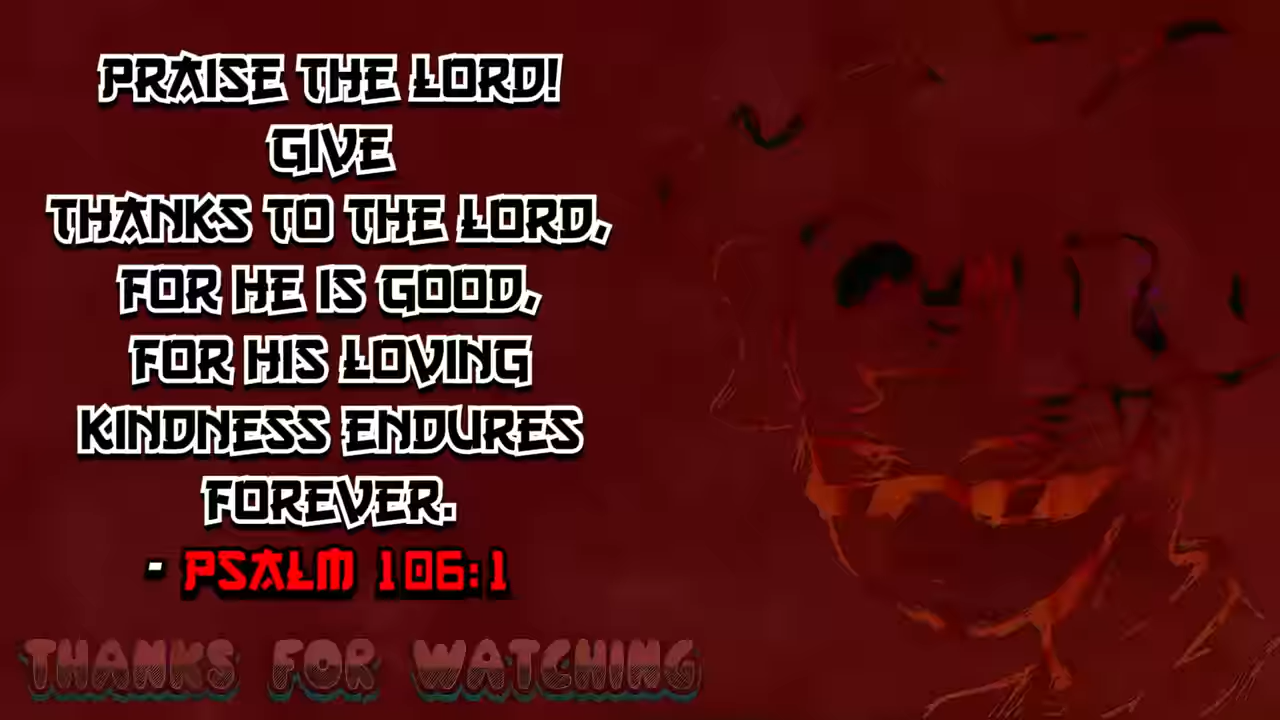 PRAISE THE LORD!
GIVE
THANKS TO THE LORD,
FOR HE IS GOOD,
FOR HIS LOVING
KINDNESS ENDURES
FOREVER.
- PSALM 106:1
THANKS FOR WATCHING